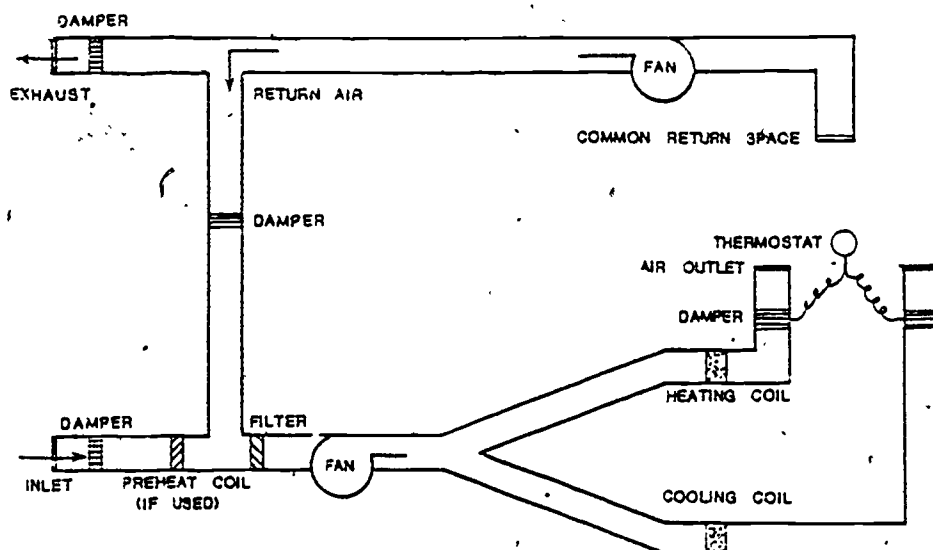 DAMPER
FAN
EXHAUST
RETURN AIR
COMMON RETURN SPACE
DAMPER
THERMOSTAT
AIR OUTLET
DAMPER
HEATING COIL
DAMPER
FILTER
FAN
INLET
PREHEAT COIL
(IF USED)
COOLING COIL